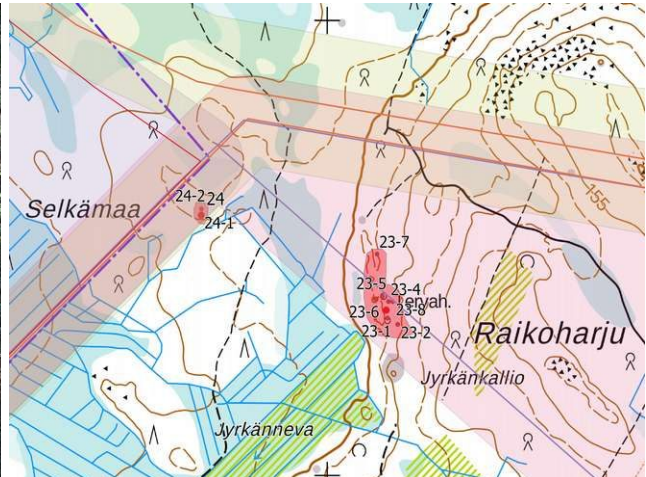 24-2 24
24-1
Selkämaa
155
23-7
23-5 23-4
ervah.
23-6 23-8
23-1 23-2
Raikoharju
Jyrkänkallio
Jyrkänneva